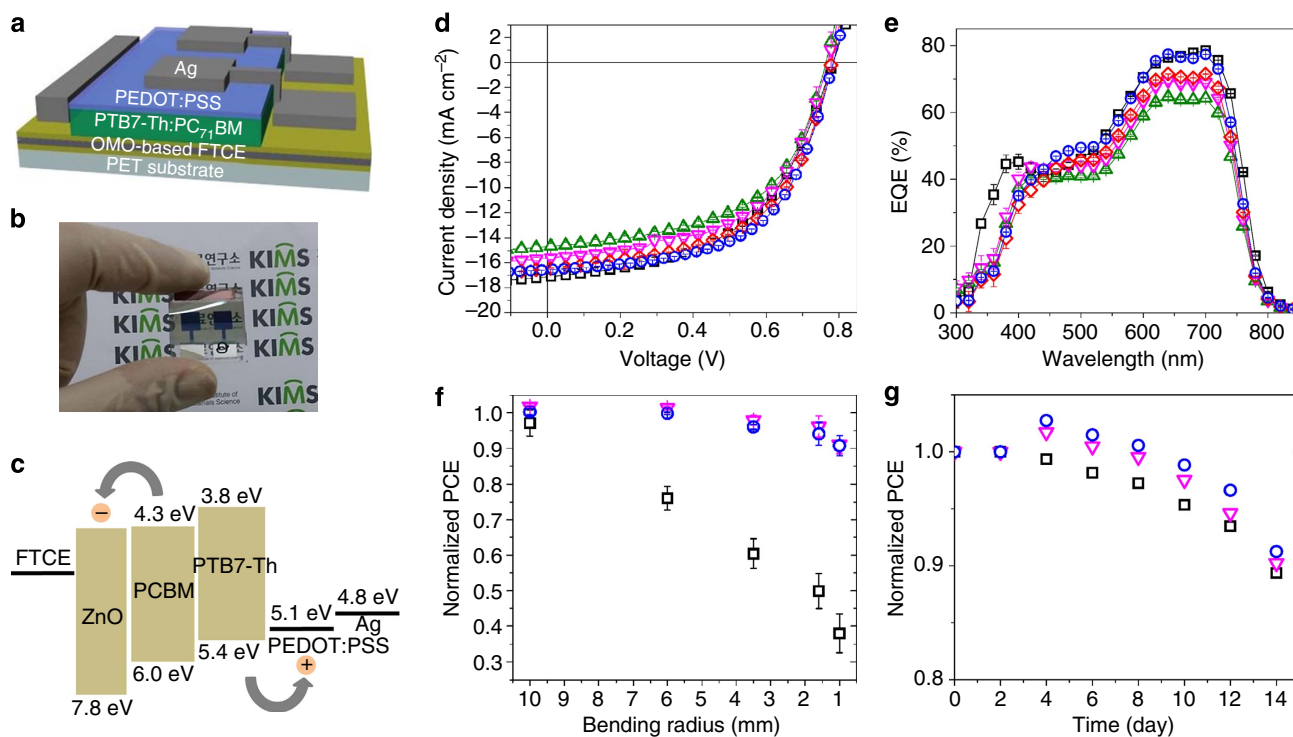 a
Ag
PEDOT:PSS
PTB7-Th:PC71BM
OMO-based FTCE
PET substrate
b
KIMS
KIMS
KIMS
KIMS
KIMS
KIMS
KIMS
c
FTCE
ZnO
7.8 eV
−
4.3 eV
PCBM
6.0 eV
3.8 eV
PTB7-Th
5.4 eV
5.1 eV
PEDOT:PSS
+
4.8 eV
Ag
d
Current density (mA cm−2)
2
0
−2
−4
−6
−8
−10
−12
−14
−16
−18
−20
0.0 0.2 0.4 0.6 0.8
Voltage (V)
e
EQE (%)
80
60
40
20
0
300 400 500 600 700 800
Wavelength (nm)
f
Normalized PCE
1.0
0.9
0.8
0.7
0.6
0.5
0.4
0.3
10 9 8 7 6 5 4 3 2 1
Bending radius (mm)
g
Normalized PCE
1.0
0.9
0.8
0 2 4 6 8 10 12 14
Time (day)